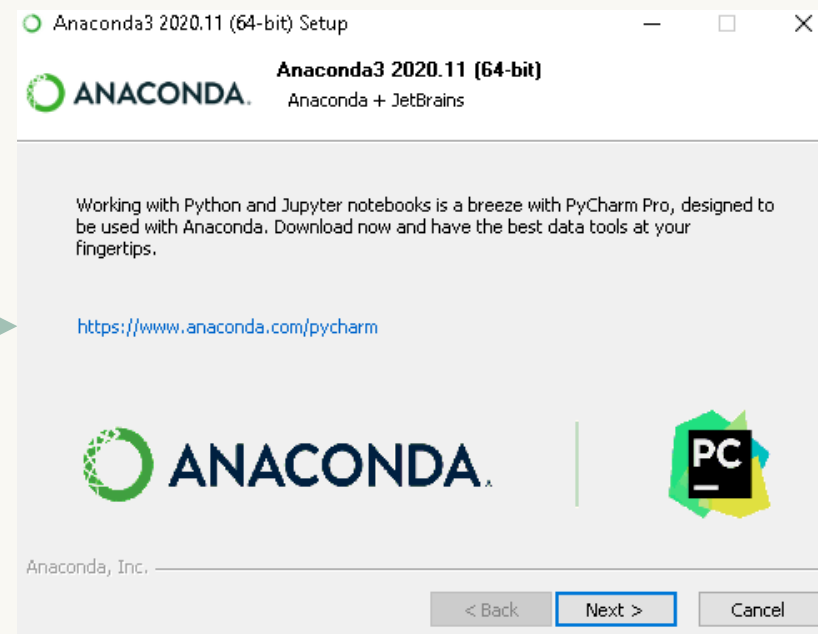 Anaconda3 2020.11 (64-bit) Setup
ANACONDA.
Anaconda3 2020.11 (64-bit)
Anaconda + JetBrains
Working with Python and Jupyter notebooks is a breeze with PyCharm Pro, designed to
be used with Anaconda. Download now and have the best data tools at your
fingertips.
https://www.anaconda.com/pycharm
ANACONDA.
PC
Anaconda, Inc.
< Back
Next >
Cancel